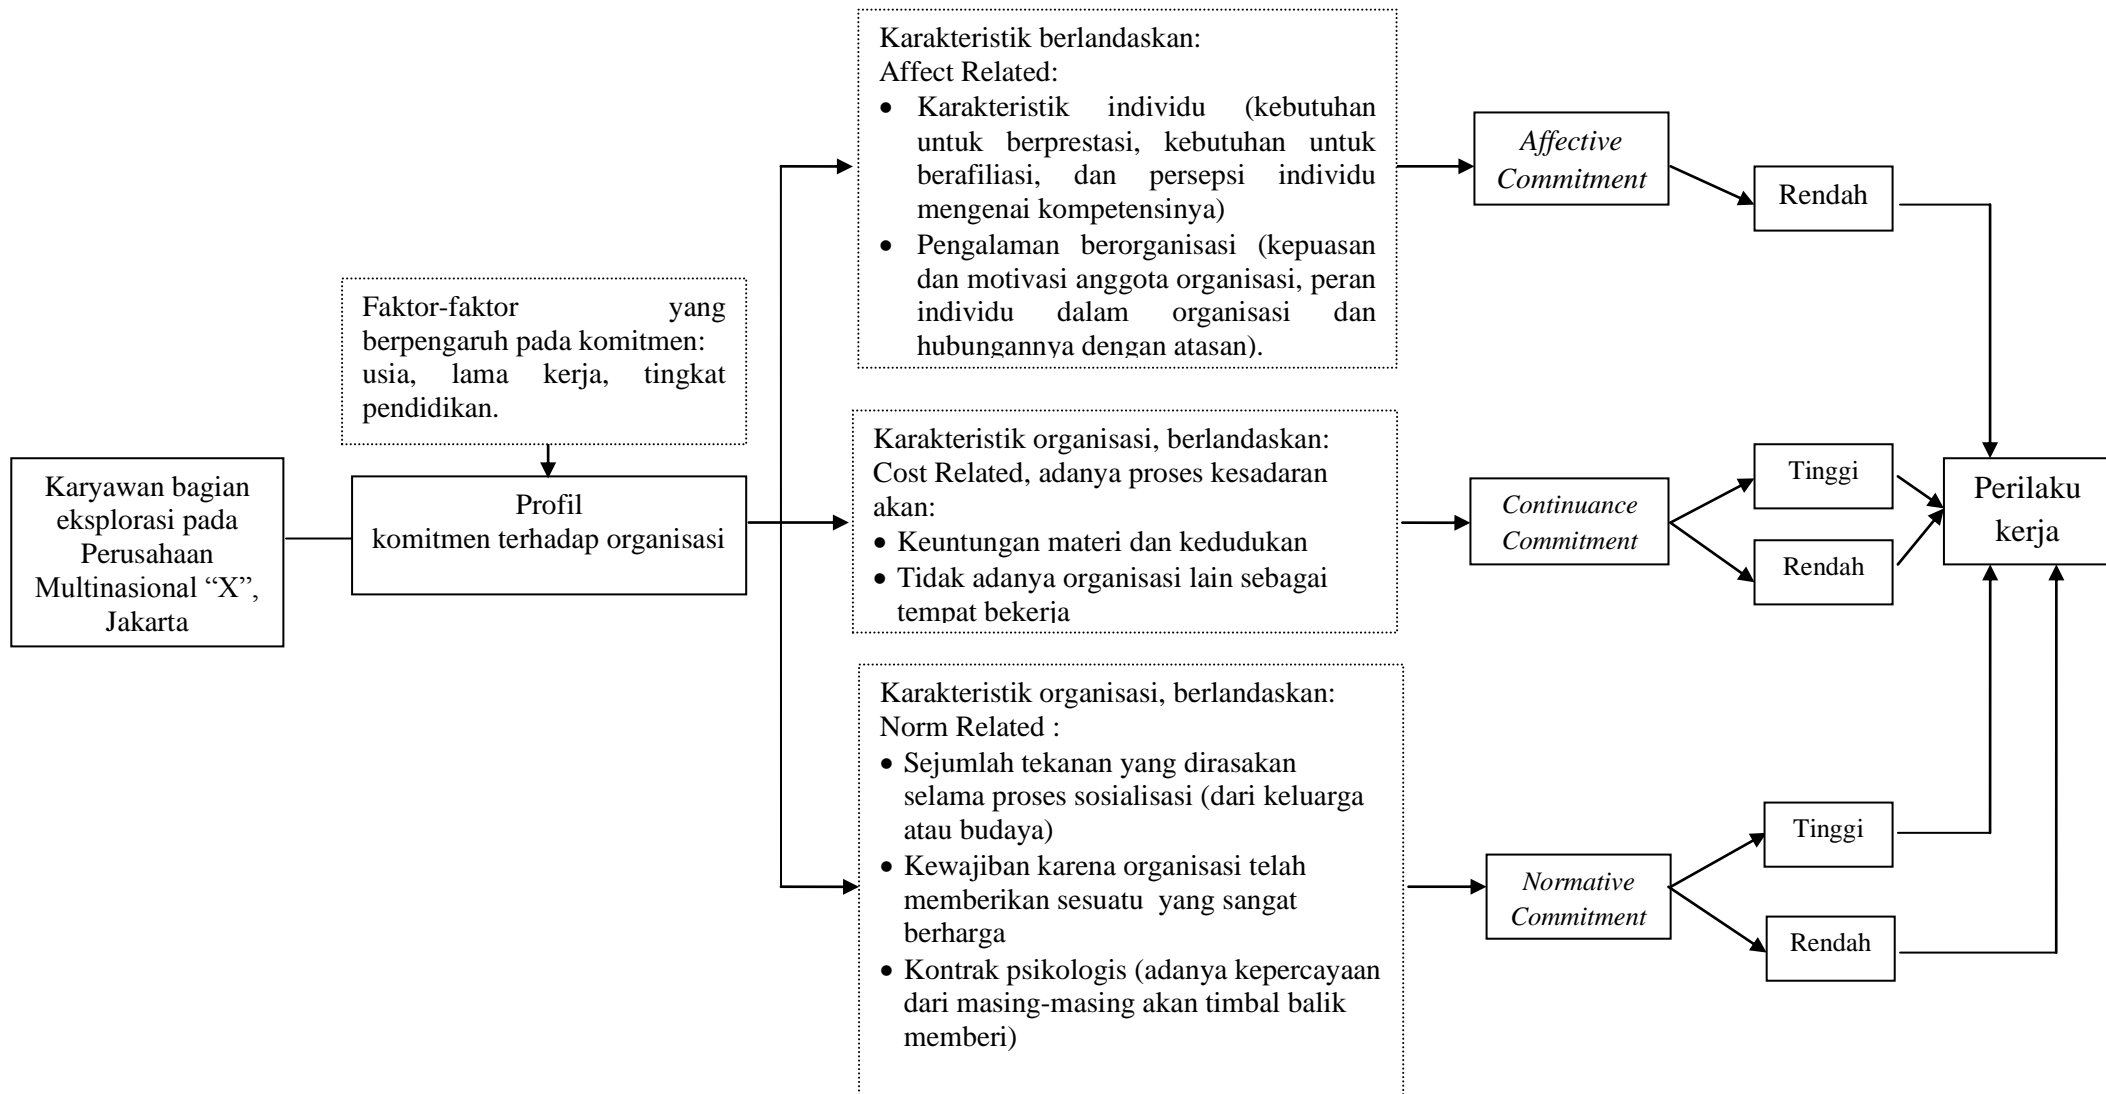 Karyawan bagian
eksplorasi pada
Perusahaan
Multinasional “X”,
Jakarta
Faktor-faktor yang
berpengaruh pada komitmen:
usia, lama kerja, tingkat
pendidikan.
Profil
komitmen terhadap organisasi
Karakteristik berlandaskan:
Affect Related:
• Karakteristik individu (kebutuhan
untuk berprestasi, kebutuhan untuk
berafiliasi, dan persepsi individu
mengenai kompetensinya)
• Pengalaman berorganisasi (kepuasan
dan motivasi anggota organisasi, peran
individu dalam organisasi dan
hubungannya dengan atasan).
Affective
Commitment
Rendah
Karakteristik organisasi, berlandaskan:
Cost Related, adanya proses kesadaran
akan:
• Keuntungan materi dan kedudukan
• Tidak adanya organisasi lain sebagai
tempat bekerja
Continuance
Commitment
Tinggi
Rendah
Perilaku
kerja
Karakteristik organisasi, berlandaskan:
Norm Related :
• Sejumlah tekanan yang dirasakan
selama proses sosialisasi (dari keluarga
atau budaya)
• Kewajiban karena organisasi telah
memberikan sesuatu yang sangat
berharga
• Kontrak psikologis (adanya kepercayaan
dari masing-masing akan timbal balik
memberi)
Normative
Commitment
Tinggi
Rendah